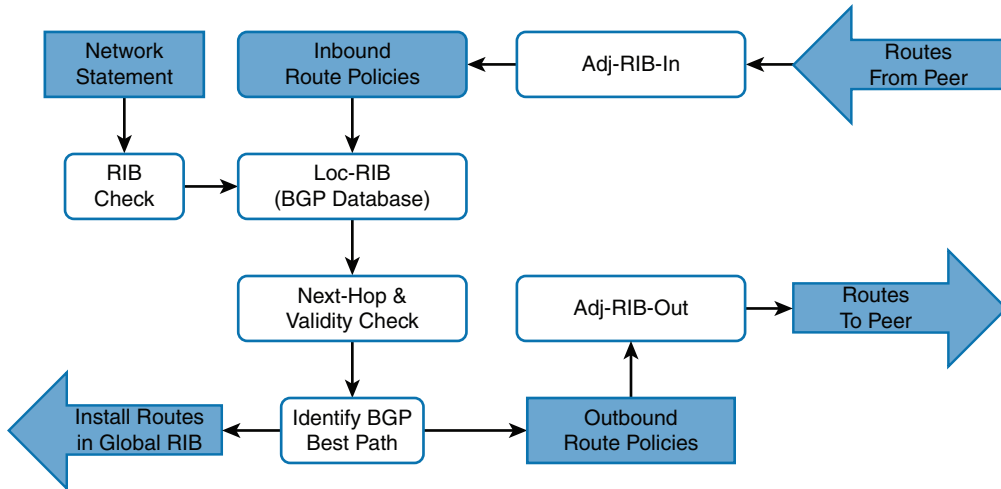 Network
Statement
Inbound
Route Policies
Adj-RIB-In
Routes
From Peer
RIB
Check
Loc-RIB
(BGP Database)
Next-Hop &
Validity Check
Adj-RIB-Out
Routes
To Peer
Install Routes
in Global RIB
Identify BGP
Best Path
Outbound
Route Policies